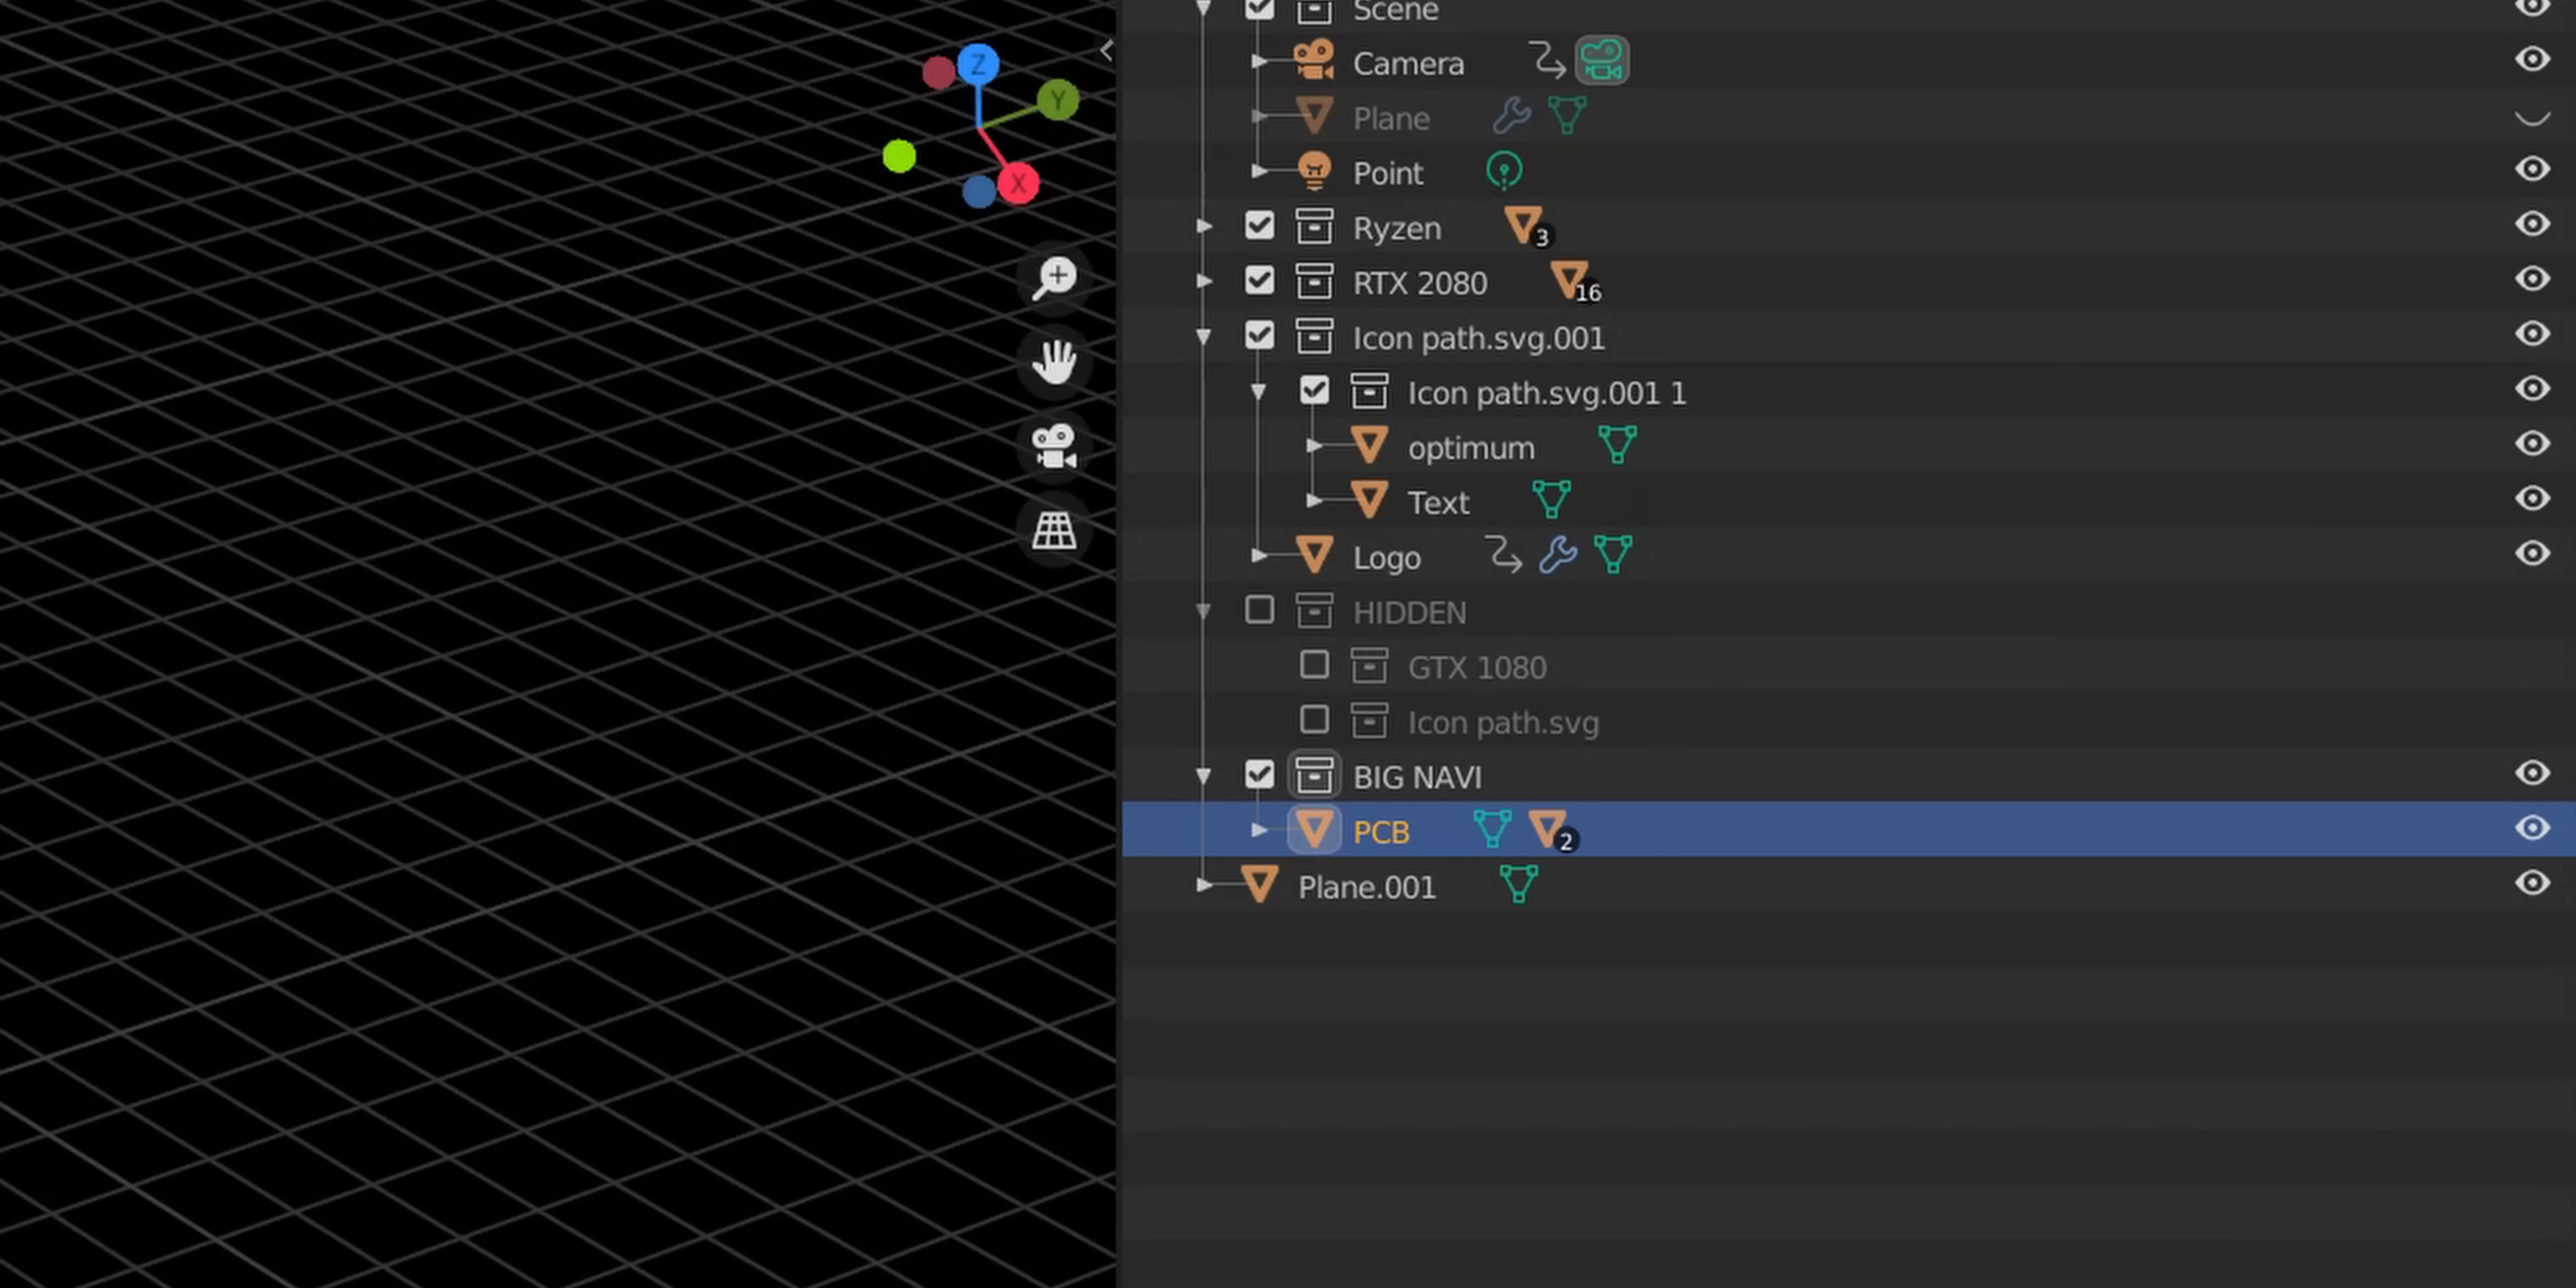 Scene
Camera
Plane
Point
Ryzen 3
RTX 2080 16
Icon path.svg.001
Icon path.svg.001 1
optimum
Text
Logo
HIDDEN
GTX 1080
Icon path.svg
BIG NAVI
PCB 2
Plane.001
Z
Y
X